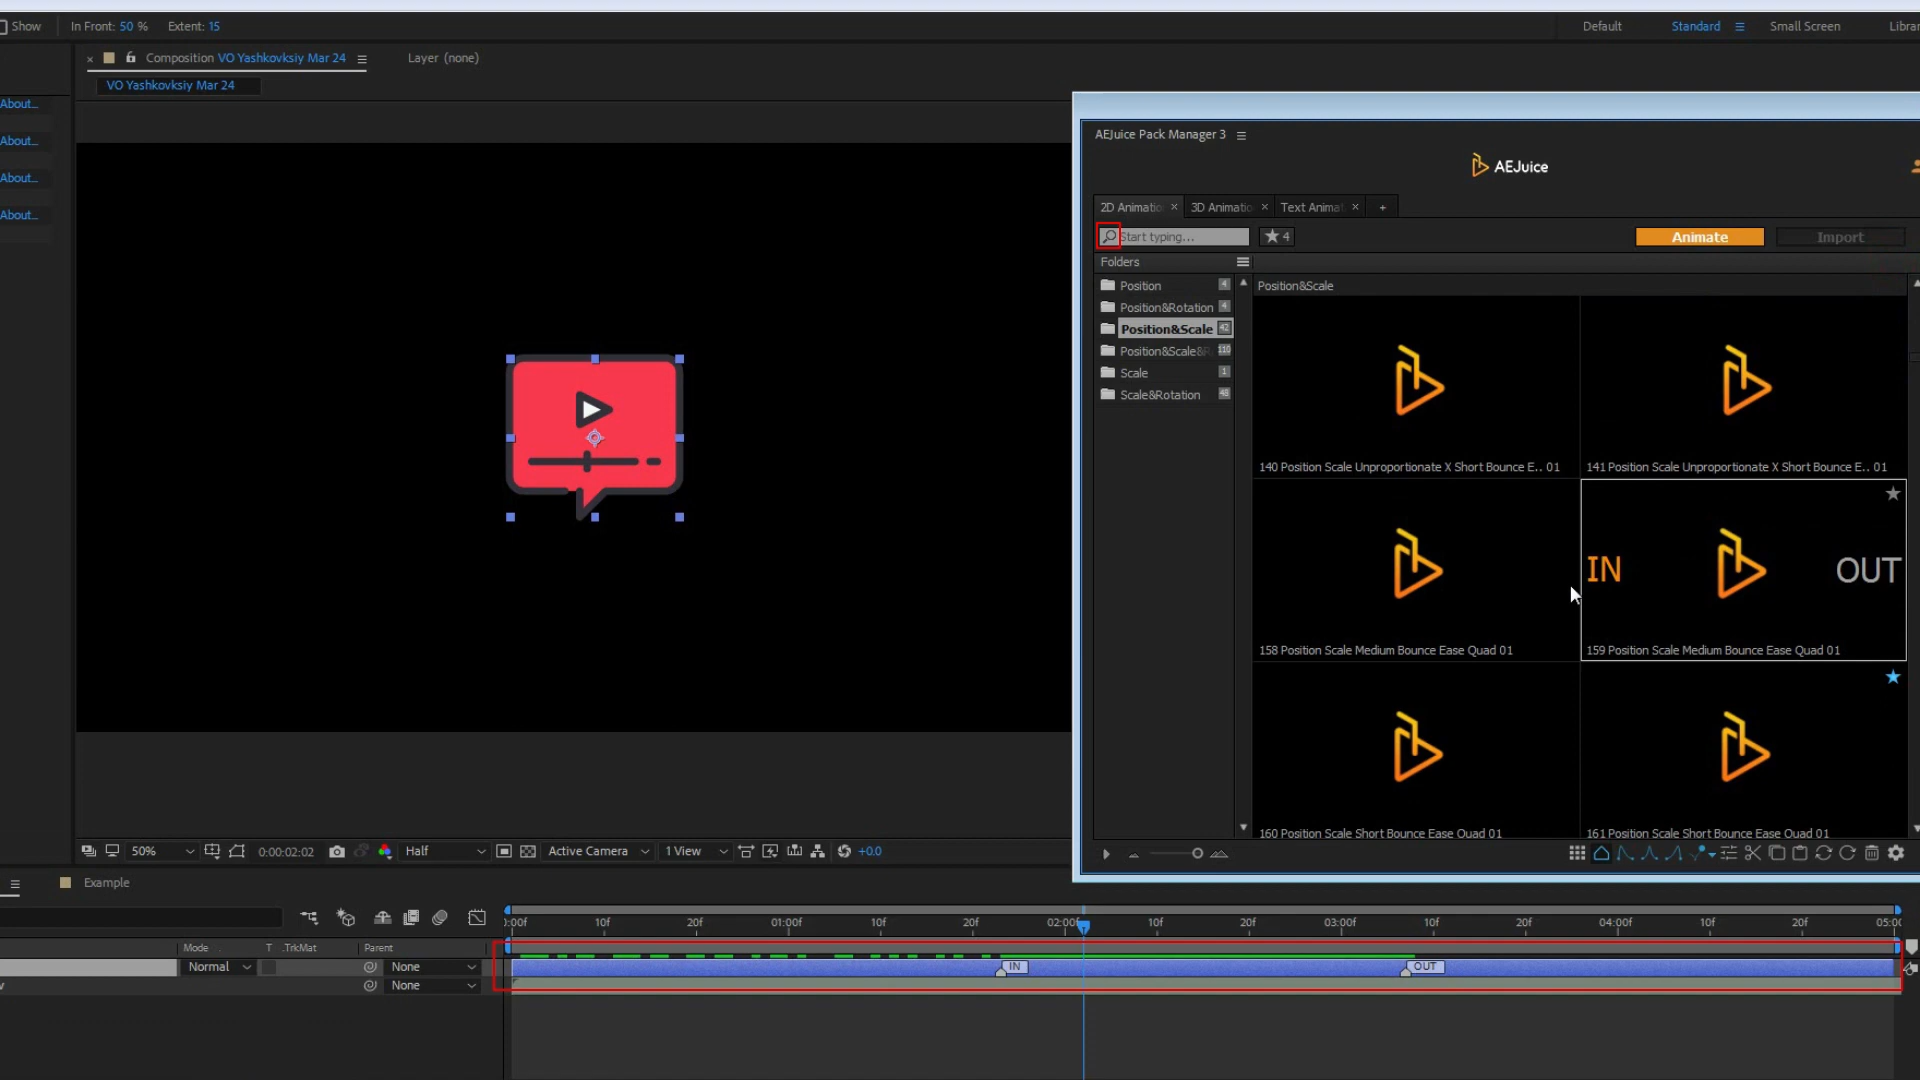 Show
In Front: 50 %
Extent: 15
Default
Standard
Small Screen
Librar
Composition VO Yashkovksiy Mar 24
Layer (none)
VO Yashkovksiy Mar 24
About...
About...
About...
About...
AEJuice Pack Manager 3
AEJuice
2D Animatio
3D Animatio
Text Animat
+
Start typing...
4
Animate
Import
Folders
Position 4
Position&Rotation 4
Position&Scale 42
Position&Scale&R 110
Scale 1
Scale&Rotation 48
Position&Scale
140 Position Scale Unproportionate X Short Bounce E.. 01
141 Position Scale Unproportionate X Short Bounce E.. 01
IN
OUT
158 Position Scale Medium Bounce Ease Quad 01
159 Position Scale Medium Bounce Ease Quad 01
160 Position Scale Short Bounce Ease Quad 01
161 Position Scale Short Bounce Ease Quad 01
50%
0:00:02:02
Half
Active Camera
1 View
+0.0
Example
):00f 10f 20f 01:00f 10f 20f 02:00f 10f 20f 03:00f 10f 20f 04:00f 10f 20f 05:00
Mode
T .TrkMat
Parent
Normal
None
IN
OUT
None